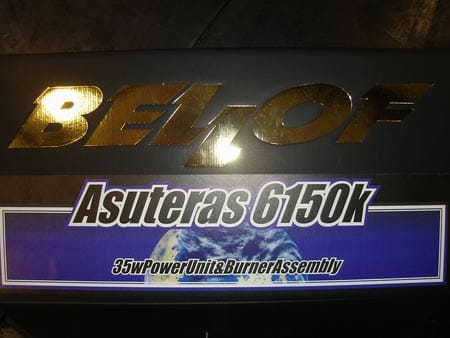 BELLOF
Asuteras 6150k
35wPowerUnit&BurnerAssembly